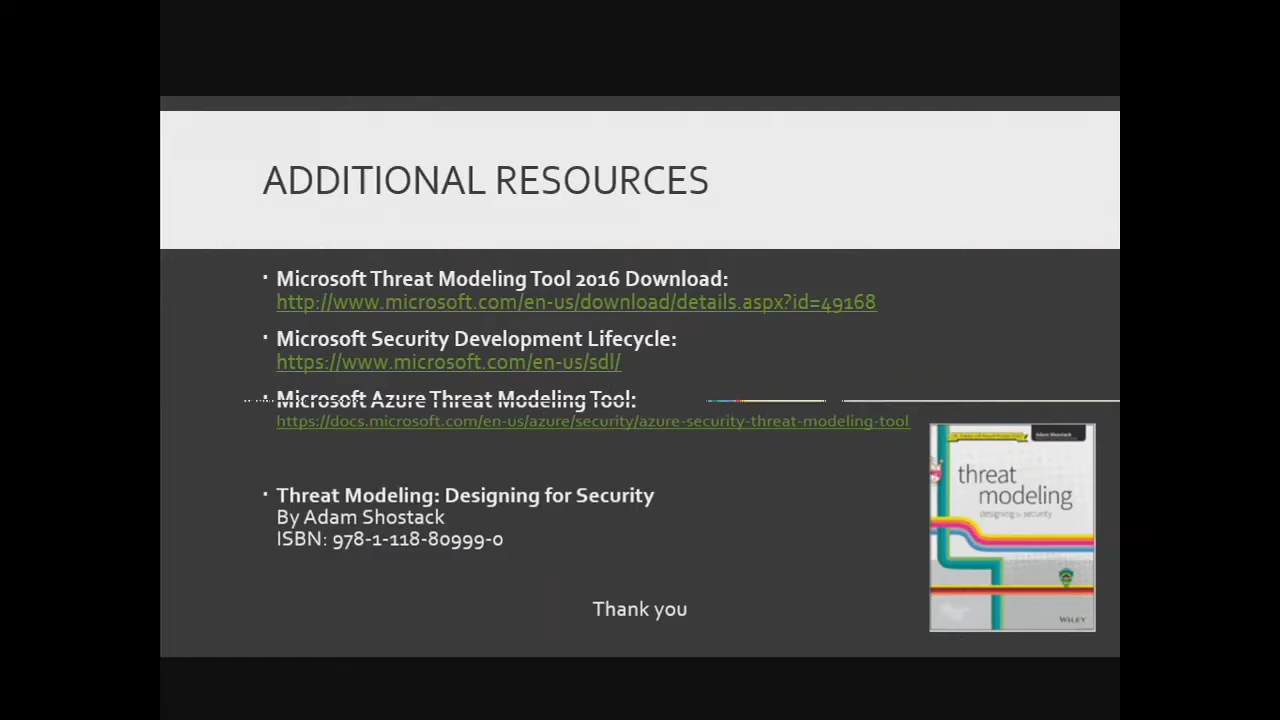 ADDITIONAL RESOURCES
Microsoft Threat Modeling Tool 2016 Download:
http://www.microsoft.com/en-us/download/details.aspx?id=49168
Microsoft Security Development Lifecycle:
https://www.microsoft.com/en-us/sdl/
Microsoft Azure Threat Modeling Tool:
https://docs.microsoft.com/en-us/azure/security/azure-security-threat-modeling-tool
Threat Modeling: Designing for Security
By Adam Shostack
ISBN: 978-1-118-80999-0
Thank you
Adam Shostack
threat
modeling
designing for security
WILEY